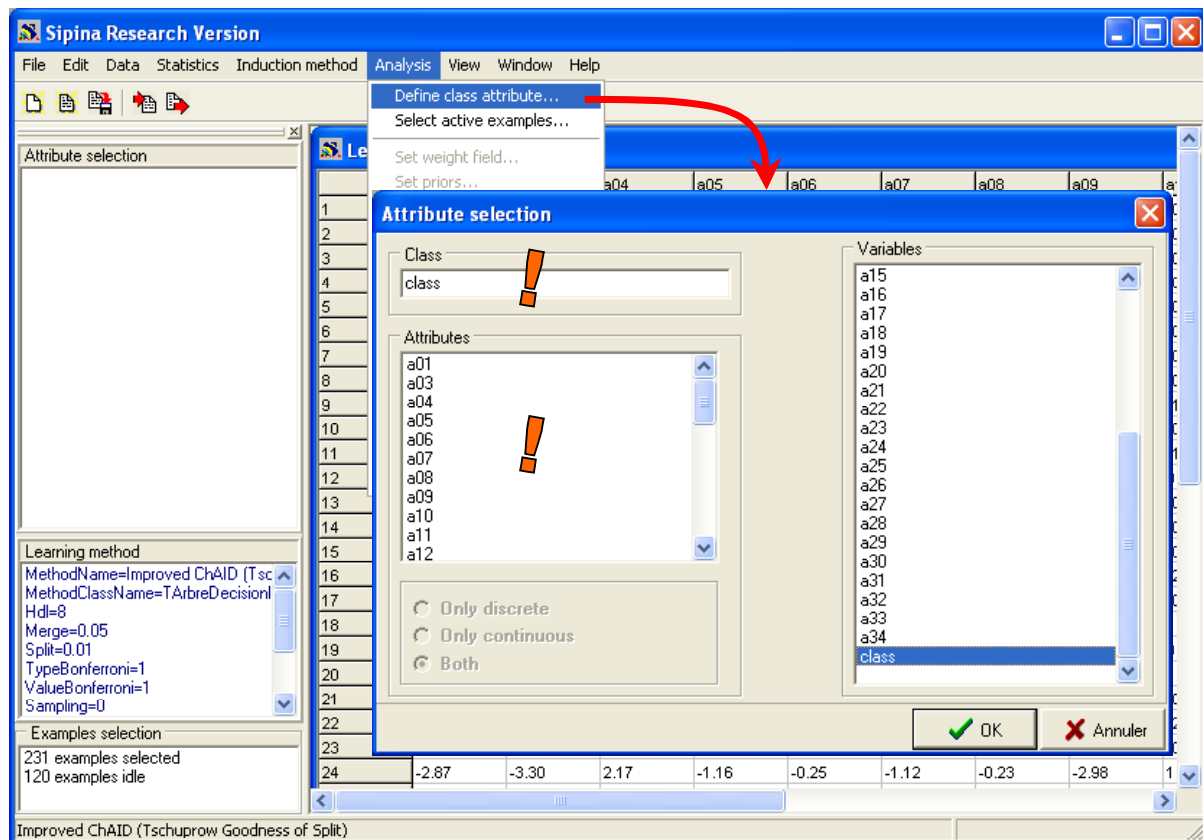 Sipina Research Version
File Edit Data Statistics Induction method Analysis View Window Help
Define class attribute...
Select active examples...
Set weight field...
Set priors...
Attribute selection
Le
a04 a05 a06 a07 a08 a09
1
2
3
4
5
6
7
8
9
10
11
12
13
14
15
16
17
18
19
20
21
22
23
24 -2.87 -3.30 2.17 -1.16 -0.25 -1.12 -0.23 -2.98 1
Attribute selection
Class
class
!
Attributes
a01
a03
a04
a05
a06
a07
a08
a09
a10
a11
a12
!
Only discrete
Only continuous
Both
Variables
a15
a16
a17
a18
a19
a20
a21
a22
a23
a24
a25
a26
a27
a28
a29
a30
a31
a32
a33
a34
class
OK Annuler
Learning method
MethodName=Improved ChAID (Tsc
MethodClassName=TArbreDecisionI
Hdl=8
Merge=0.05
Split=0.01
TypeBonferroni=1
ValueBonferroni=1
Sampling=0
Examples selection
231 examples selected
120 examples idle
Improved ChAID (Tschuprow Goodness of Split)